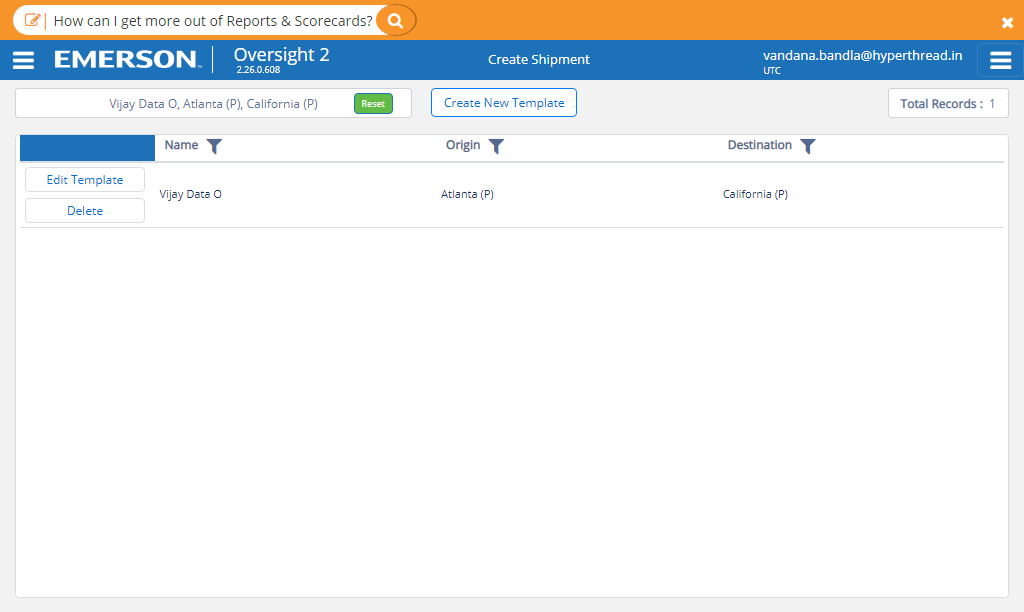 How can I get more out of Reports & Scorecards?
EMERSON™
Oversight 2
2.26.0.608
Create Shipment
vandana.bandla@hyperthread.in
UTC
Vijay Data O, Atlanta (P), California (P)
Reset
Create New Template
Total Records : 1
Name Origin Destination
Edit Template
Delete
Vijay Data O Atlanta (P) California (P)